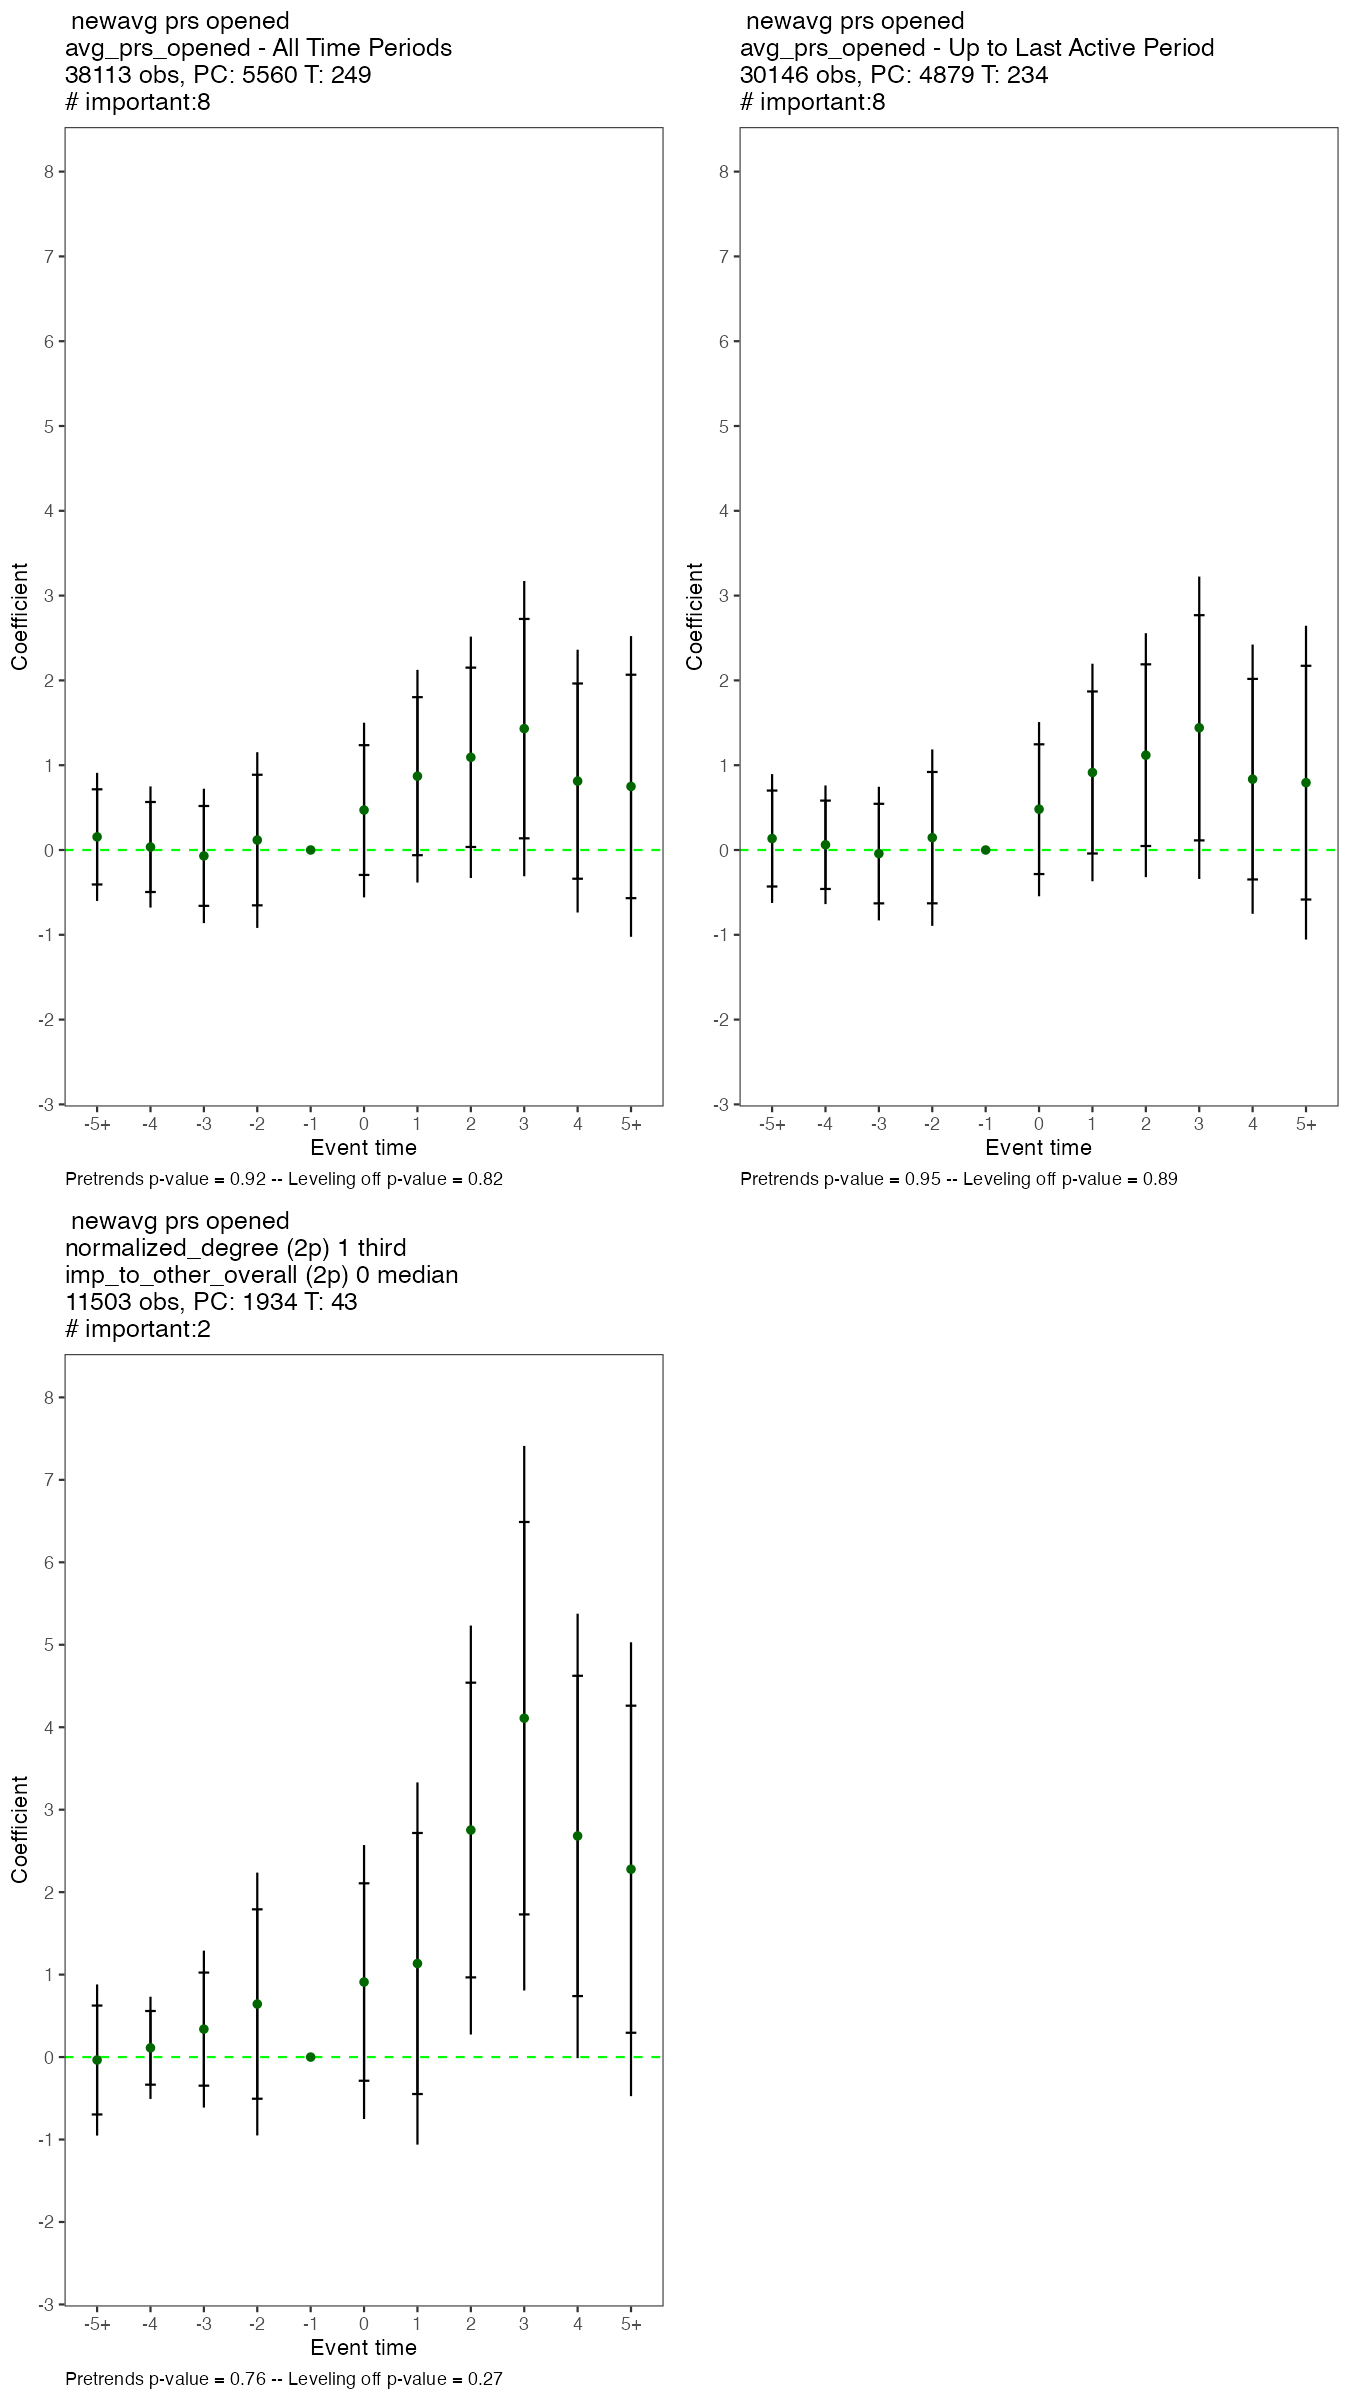 newavg prs opened
avg_prs_opened - All Time Periods
38113 obs, PC: 5560 T: 249
# important:8
8
7
6
5
4
3
2
1
0
-1
-2
-3
Coefficient
-5+ -4 -3 -2 -1 0 1 2 3 4 5+
Event time
Pretrends p-value = 0.92 -- Leveling off p-value = 0.82
newavg prs opened
avg_prs_opened - Up to Last Active Period
30146 obs, PC: 4879 T: 234
# important:8
8
7
6
5
4
3
2
1
0
-1
-2
-3
Coefficient
-5+ -4 -3 -2 -1 0 1 2 3 4 5+
Event time
Pretrends p-value = 0.95 -- Leveling off p-value = 0.89
newavg prs opened
normalized_degree (2p) 1 third
imp_to_other_overall (2p) 0 median
11503 obs, PC: 1934 T: 43
# important:2
8
7
6
5
4
3
2
1
0
-1
-2
-3
Coefficient
-5+ -4 -3 -2 -1 0 1 2 3 4 5+
Event time
Pretrends p-value = 0.76 -- Leveling off p-value = 0.27